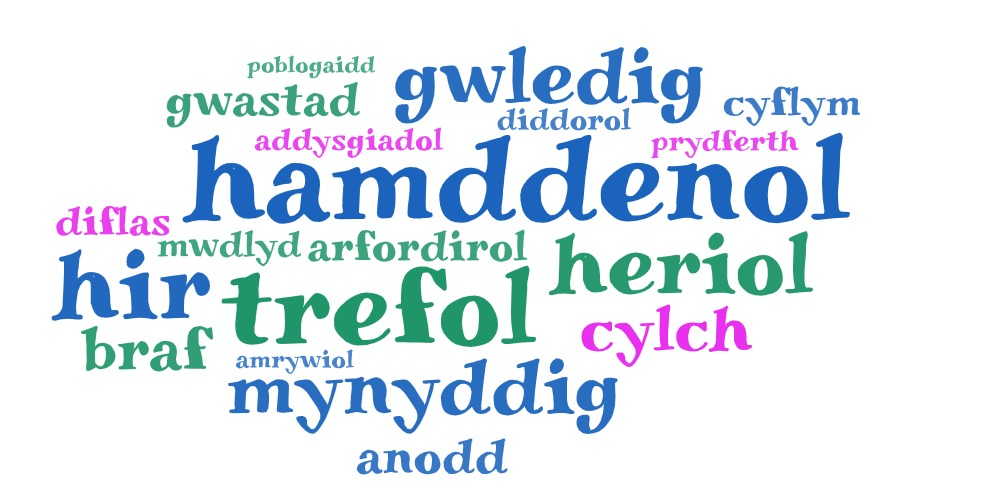 poblogaidd
gwledig
gwastad
cyflym
diddorol
addysgiadol
prydferth
hamddenol
diflas
mwdlyd
arfordirol
heriol
hir
trefol
cylch
braf
amrywiol
mynyddig
anodd